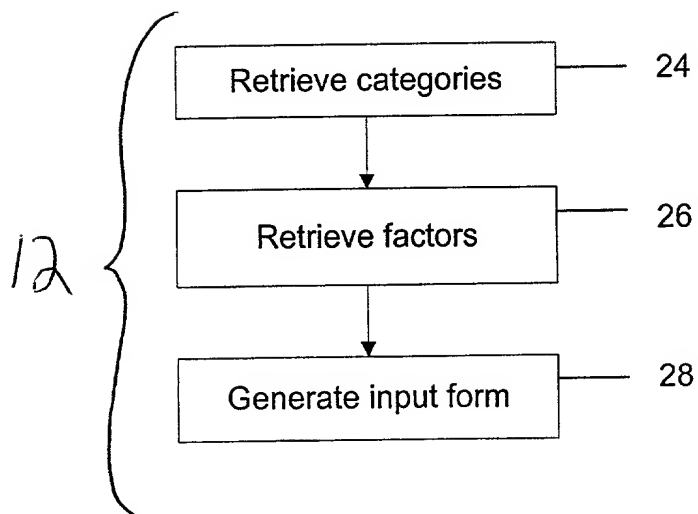 Retrieve categories 24
Retrieve factors 26
12
Generate input form 28